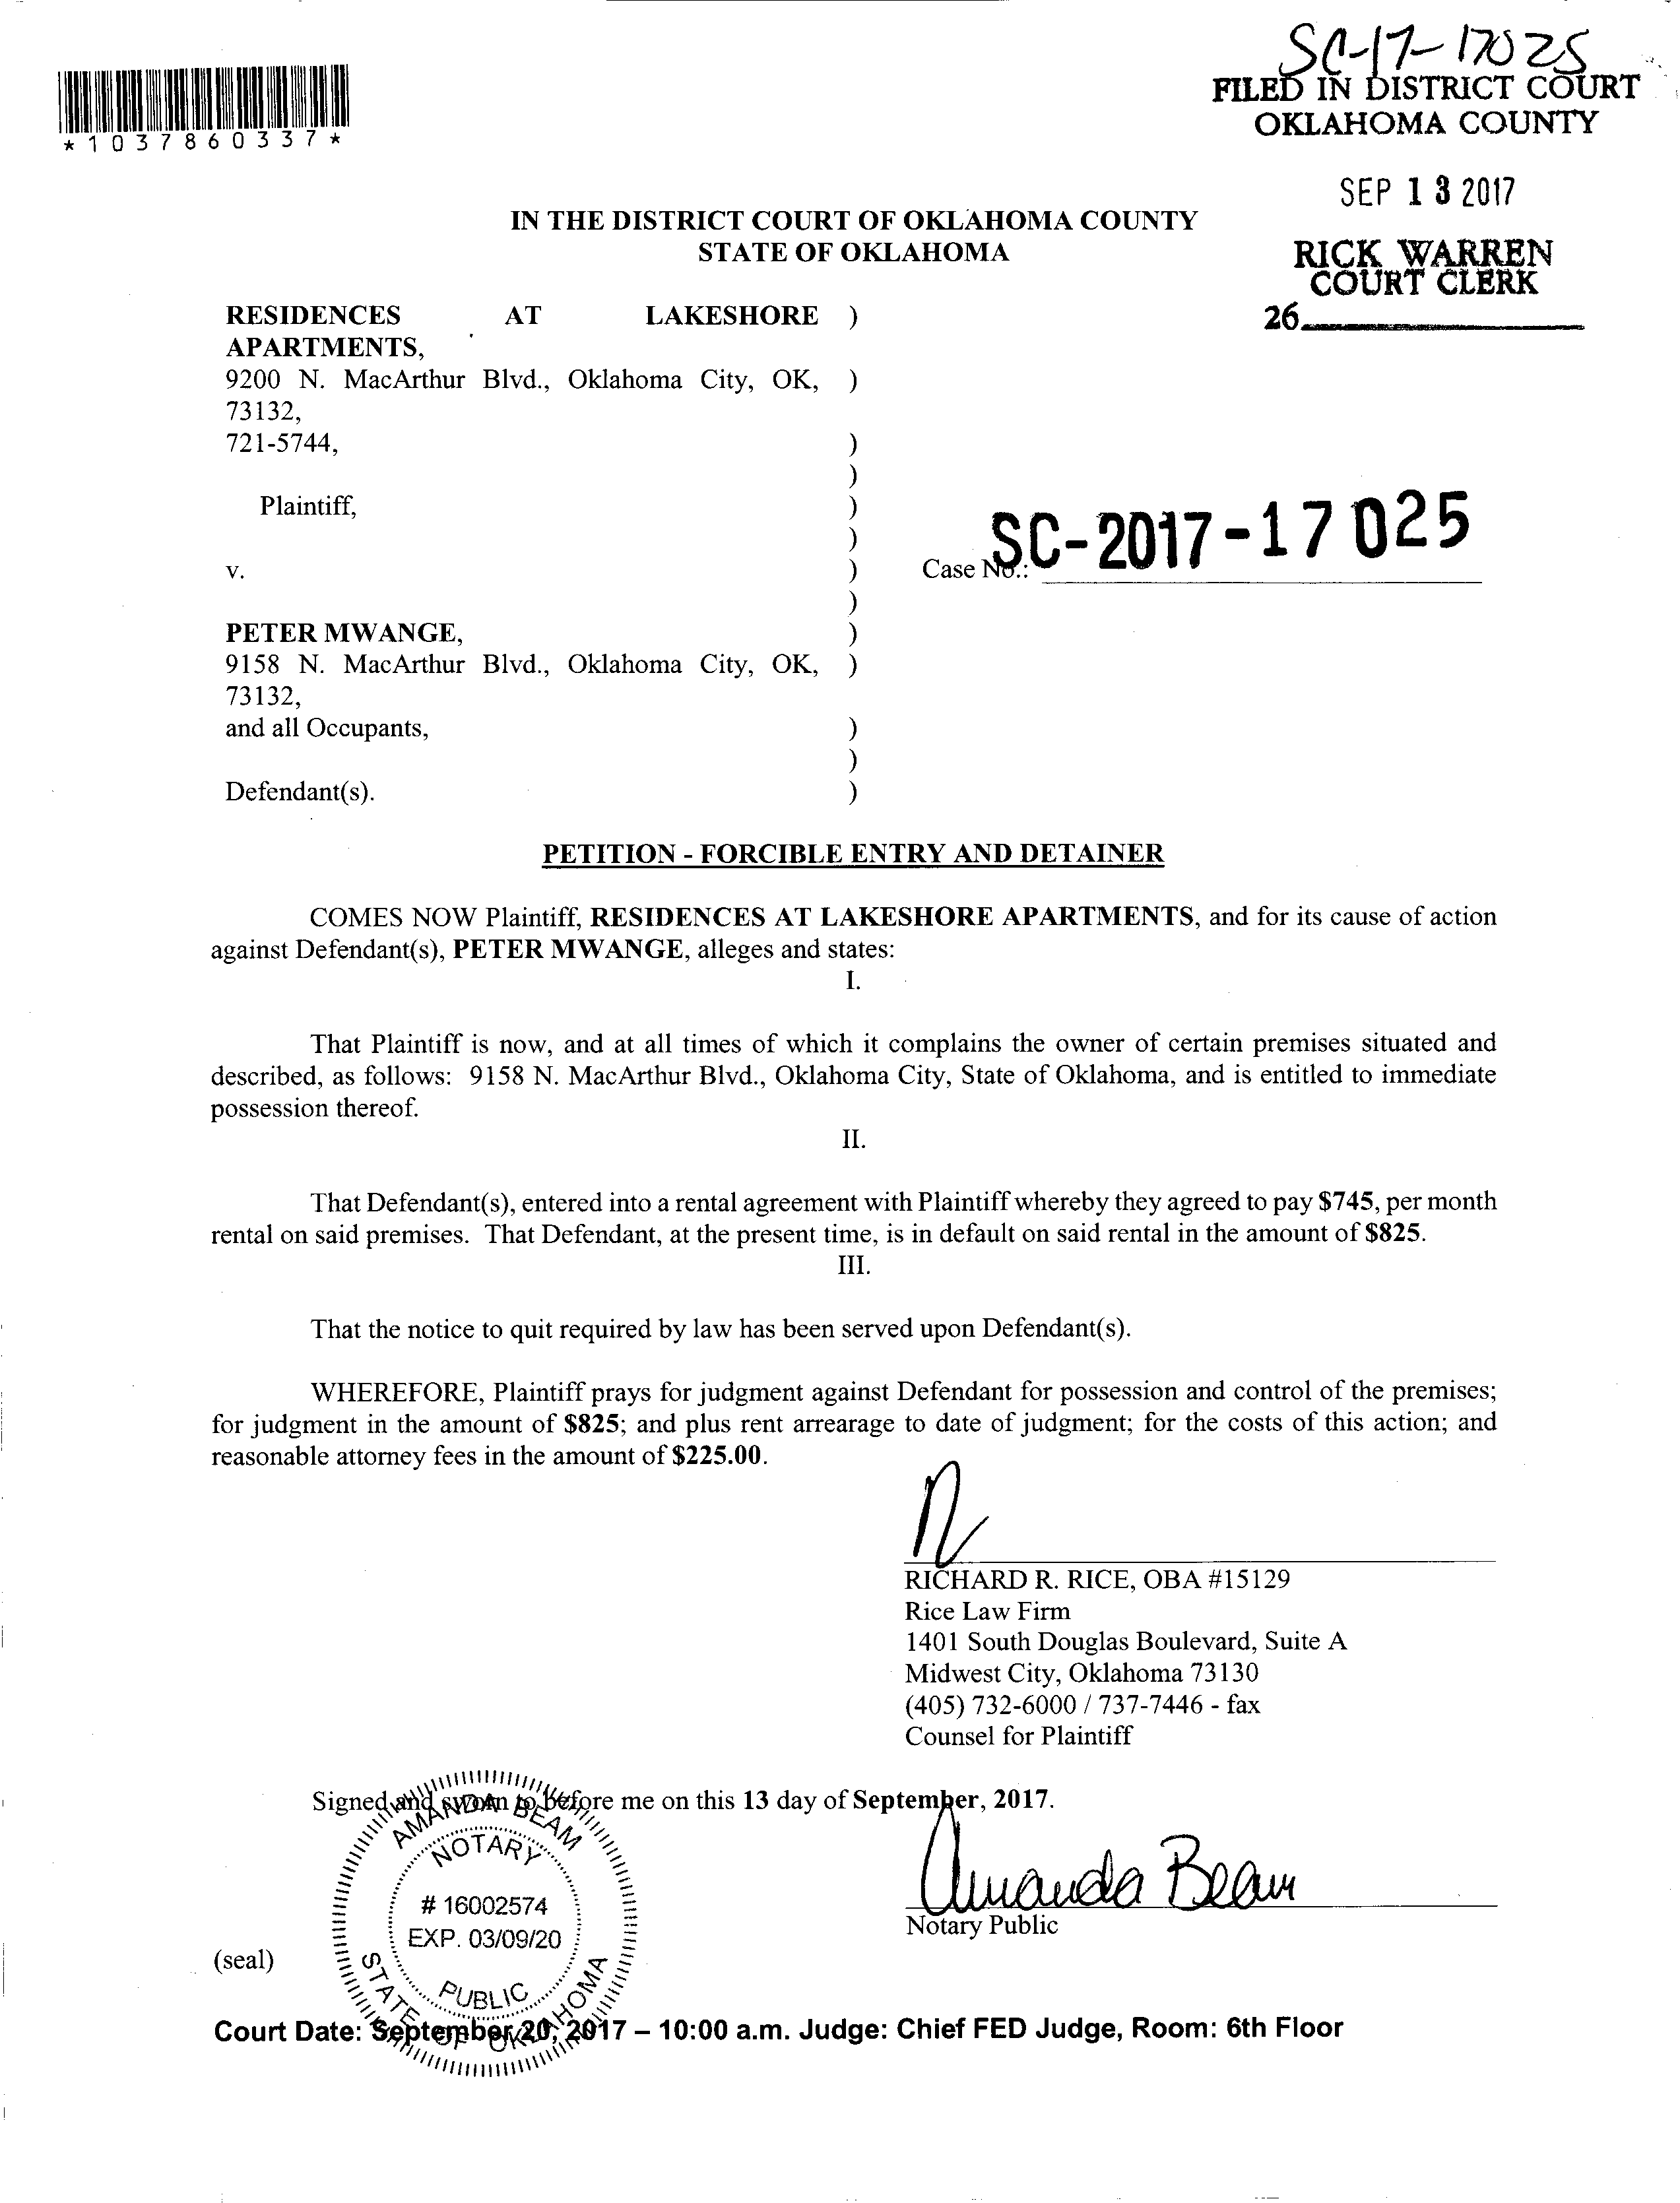 SC-17-17025
FILED IN DISTRICT COURT
OKLAHOMA COUNTY
*1037860337*
SEP 13 2017
RICK WARREN
COURT CLERK
26
IN THE DISTRICT COURT OF OKLAHOMA COUNTY
STATE OF OKLAHOMA
RESIDENCES AT LAKESHORE )
APARTMENTS,
9200 N. MacArthur Blvd., Oklahoma City, OK, )
73132,
721-5744, )
)
Plaintiff, )
)
v. )
Case No.: SC-2017-17025
)
PETER MWANGE, )
9158 N. MacArthur Blvd., Oklahoma City, OK, )
73132,
and all Occupants, )
)
Defendant(s). )
PETITION - FORCIBLE ENTRY AND DETAINER
COMES NOW Plaintiff, RESIDENCES AT LAKESHORE APARTMENTS, and for its cause of action
against Defendant(s), PETER MWANGE, alleges and states:
I.
That Plaintiff is now, and at all times of which it complains the owner of certain premises situated and
described, as follows: 9158 N. MacArthur Blvd., Oklahoma City, State of Oklahoma, and is entitled to immediate
possession thereof.
II.
That Defendant(s), entered into a rental agreement with Plaintiff whereby they agreed to pay $745, per month
rental on said premises. That Defendant, at the present time, is in default on said rental in the amount of $825.
III.
That the notice to quit required by law has been served upon Defendant(s).
WHEREFORE, Plaintiff prays for judgment against Defendant for possession and control of the premises;
for judgment in the amount of $825; and plus rent arrearage to date of judgment; for the costs of this action; and
reasonable attorney fees in the amount of $225.00.
RICHARD R. RICE, OBA #15129
Rice Law Firm
1401 South Douglas Boulevard, Suite A
Midwest City, Oklahoma 73130
(405) 732-6000 / 737-7446 - fax
Counsel for Plaintiff
Signed and sworn to before me on this 13 day of September, 2017.
AMANDA BEAM
NOTARY
# 16002574
EXP. 03/09/20
PUBLIC
STATE OF OKLAHOMA
Amanda Beam
Notary Public
(seal)
Court Date: September 20, 2017 – 10:00 a.m. Judge: Chief FED Judge, Room: 6th Floor